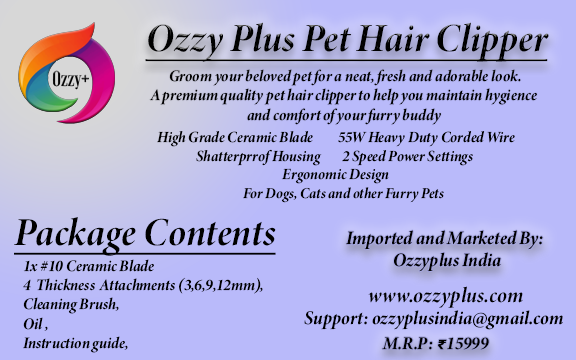 Ozzy+
Ozzy Plus Pet Hair Clipper
Groom your beloved pet for a neat, fresh and adorable look.
A premium quality pet hair clipper to help you maintain hygience
and comfort of your furry buddy
High Grade Ceramic Blade 55W Heavy Duty Corded Wire
Shatterprrof Housing 2 Speed Power Settings
Ergonomic Design
For Dogs, Cats and other Furry Pets
Package Contents
1x #10 Ceramic Blade
4 Thickness Attachments (3,6,9,12mm),
Cleaning Brush,
Oil ,
Instruction guide,
Imported and Marketed By:
Ozzyplus India
www.ozzyplus.com
Support: ozzyplusindia@gmail.com
M.R.P: ₹15999